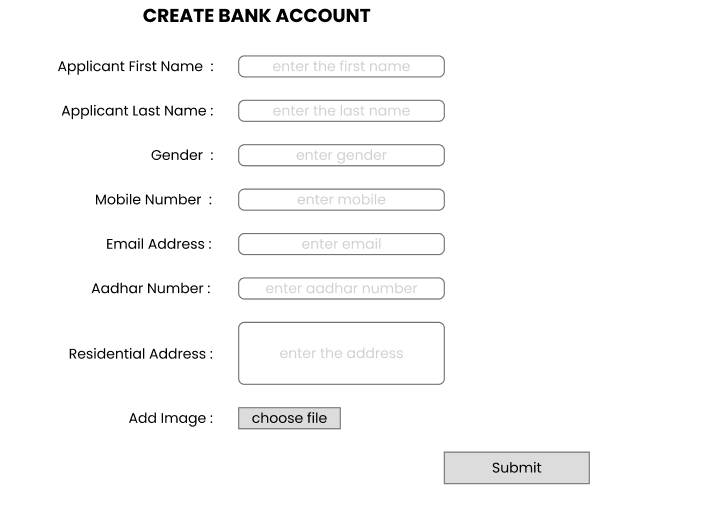 CREATE BANK ACCOUNT
Applicant First Name : enter the first name
Applicant Last Name : enter the last name
Gender : enter gender
Mobile Number : enter mobile
Email Address : enter email
Aadhar Number : enter aadhar number
Residential Address : enter the address
Add Image : choose file
Submit